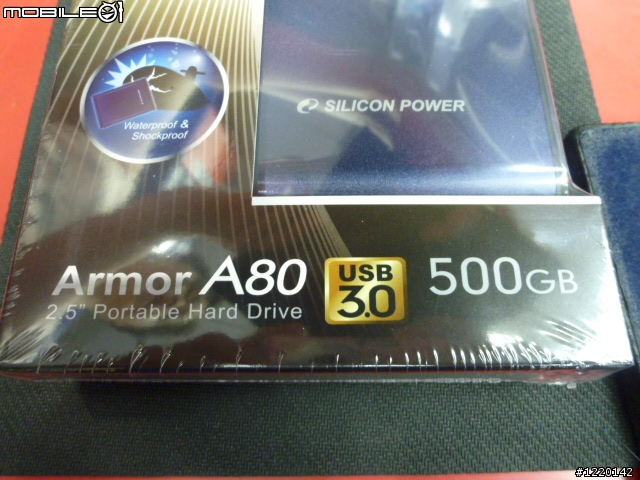 MOBILE01
Waterproof &
Shockproof
SILICON POWER
Armor A80
USB
3.0
500GB
2.5" Portable Hard Drive
#1220142